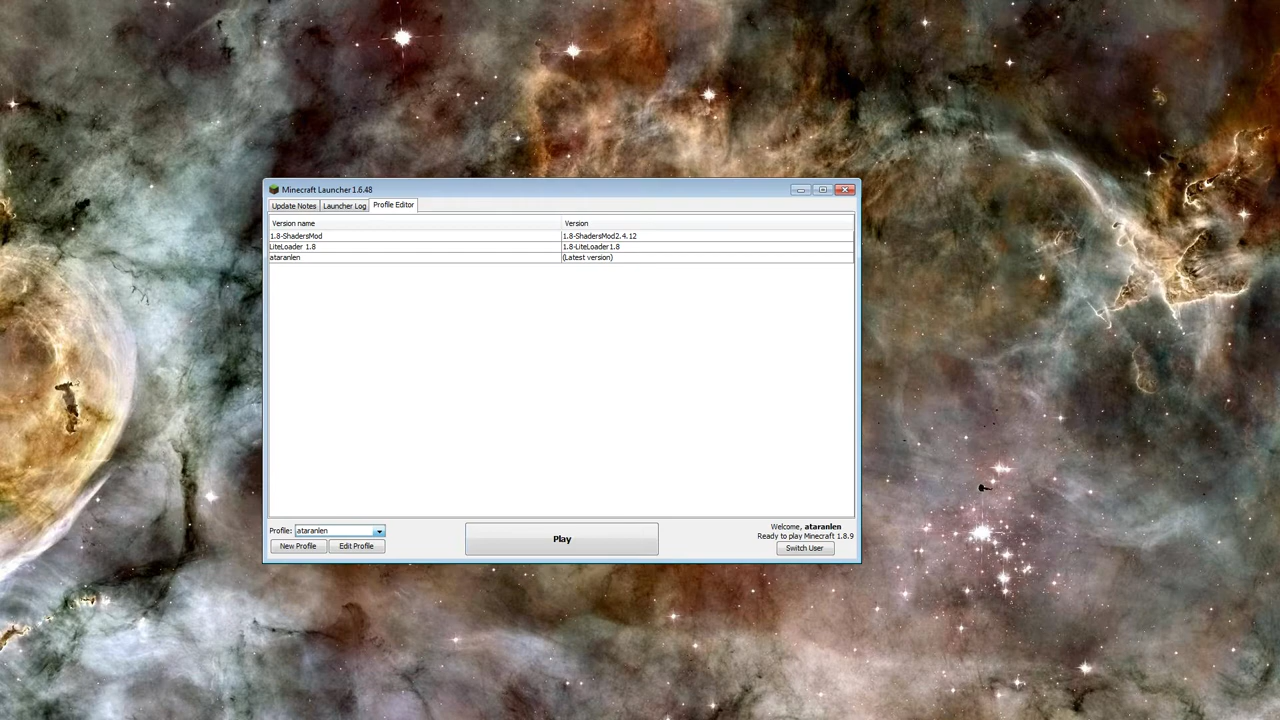 Minecraft Launcher 1.6.48
Update Notes Launcher Log Profile Editor
Version name Version
1.8-ShadersMod 1.8-ShadersMod2.4.12
LiteLoader 1.8 1.8-LiteLoader1.8
ataranlen (Latest version)
Profile: ataranlen
New Profile Edit Profile
Play
Welcome, ataranlen
Ready to play Minecraft 1.8.9
Switch User